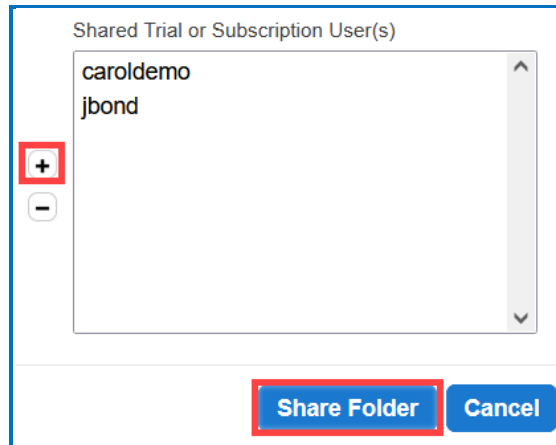 Shared Trial or Subscription User(s)
caroldemo
jbond
+
−
Share Folder Cancel